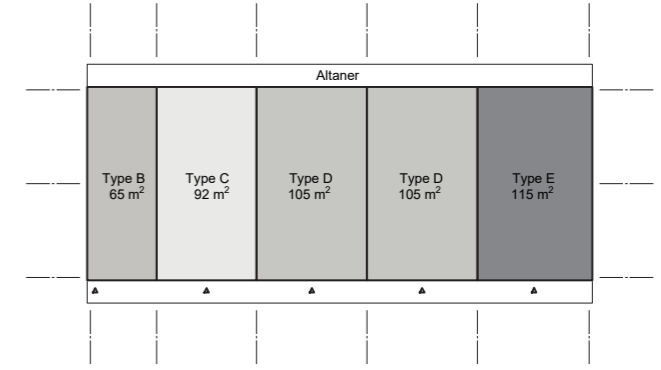 Altaner
Type B
65 m²
Type C
92 m²
Type D
105 m²
Type D
105 m²
Type E
115 m²